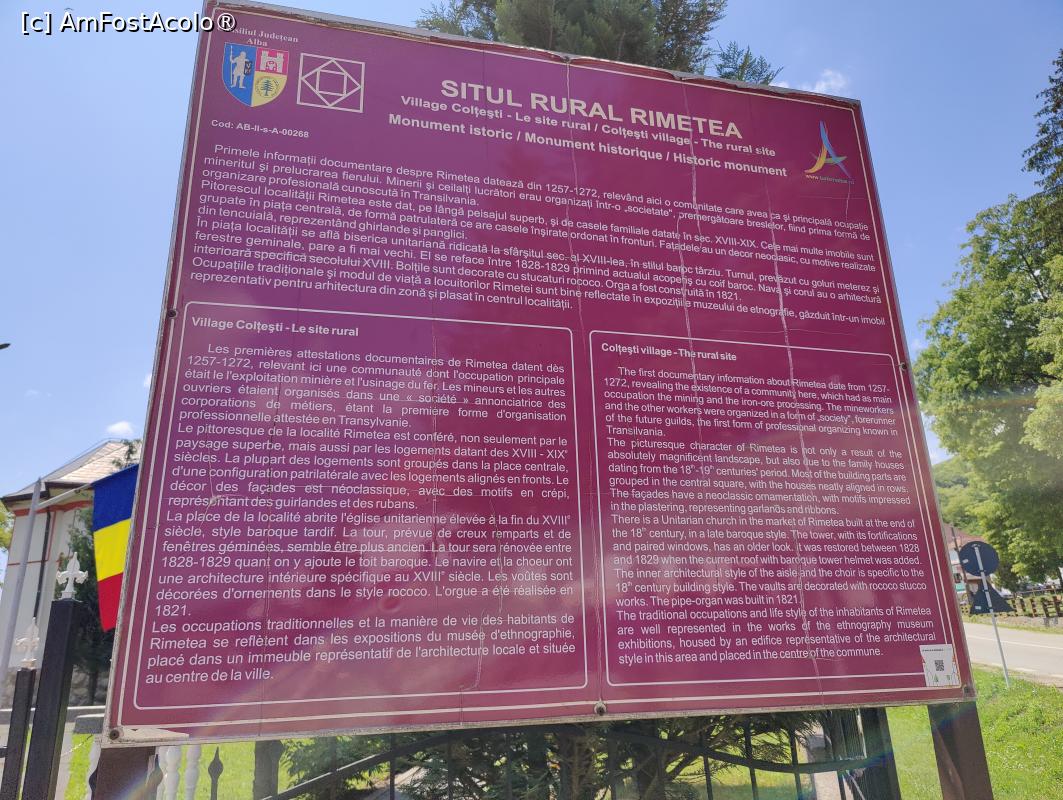 [c] AmFostAcolo®
Consiliul Județean
Alba
SITUL RURAL RIMETEA
Village Colțești - Le site rural / Colțești village - The rural site
Monument istoric / Monument historique / Historic monument
Cod: AB-II-s-A-00268
www.turismalba.ro
Primele informații documentare despre Rimetea datează din 1257-1272, relevând aici o comunitate care avea ca și principală ocupație
mineritul și prelucrarea fierului. Minerii și ceilalți lucrători erau organizați într-o „societate", premergătoare breslelor, fiind prima formă de
organizare profesională cunoscută în Transilvania.
Pitorescul localității Rimetea este dat, pe lângă peisajul superb, și de casele familiale datate în sec. XVIII-XIX. Cele mai multe imobile sunt
grupate în piața centrală, de formă patrulateră ce are casele înșirate ordonat în fronturi. Fațadele au un decor neoclasic, cu motive realizate
din tencuială, reprezentând ghirlande și panglici.
În piața localității se află biserica unitariană ridicată la sfârșitul sec. al XVIII-lea, în stilul baroc târziu. Turnul, prevăzut cu goluri meterez și
ferestre geminale, pare a fi mai vechi. El se reface între 1828-1829 primind actualul acoperiș cu coif baroc. Nava și corul au o arhitectură
interioară specifică secolului XVIII. Bolțile sunt decorate cu stucaturi rococo. Orga a fost construită în 1821.
Ocupațiile tradiționale și modul de viață a locuitorilor Rimetei sunt bine reflectate în expoziții a muzeului de etnografie, găzduit într-un imobil
reprezentativ pentru arhitectura din zonă și plasat în centrul localității.
Village Colțești - Le site rural
Les premières attestations documentaires de Rimetea datent dès
1257-1272, relevant ici une communauté dont l'occupation principale
était le l'exploitation minière et l'usinage du fer. Les mineurs et les autres
ouvriers étaient organisés dans une « société » annonciatrice des
corporations de métiers, étant la première forme d'organisation
professionnelle attestée en Transylvanie.
Le pittoresque de la localité Rimetea est conféré, non seulement par le
paysage superbe, mais aussi par les logements datant des XVIII - XIXᵉ
siècles. La plupart des logements sont groupés dans la place centrale,
d'une configuration patrilatérale avec les logements alignés en fronts. Le
décor des façades est néoclassique, avec des motifs en crépi,
représentant des guirlandes et des rubans.
La place de la localité abrite l'église unitarienne élevée à la fin du XVIIIᵉ
siècle, style baroque tardif. La tour, prévue de creux remparts et de
fenêtres géminées, semble être plus ancien. La tour sera rénovée entre
1828-1829 quant on y ajoute le toit baroque. Le navire et la choeur ont
une architecture intérieure spécifique au XVIIIᵉ siècle. Les voûtes sont
décorées d'ornements dans le style rococo. L'orgue a été réalisée en
1821.
Les occupations traditionnelles et la manière de vie des habitants de
Rimetea se reflètent dans les expositions du musée d'ethnographie,
placé dans un immeuble représentatif de l'architecture locale et située
au centre de la ville.
Colțești village - The rural site
The first documentary information about Rimetea date from 1257-
1272, revealing the existence of a community here, which had as main
occupation the mining and the iron-ore processing. The mineworkers
and the other workers were organized in a form of „society", forerunner
of the future guilds, the first form of professional organizing known in
Transilvania.
The picturesque character of Rimetea is not only a result of the
absolutely magnificent landscape, but also due to the family houses
dating from the 18ᵗʰ-19ᵗʰ centuries' period. Most of the building parts are
grouped in the central square, with the houses neatly aligned in rows.
The façades have a neoclassic ornamentation, with motifs impressed
in the plastering, representing garlands and ribbons.
There is a Unitarian church in the market of Rimetea built at the end of
the 18ᵗʰ century, in a late baroque style. The tower, with its fortifications
and paired windows, has an older look. it was restored between 1828
and 1829 when the current roof with baroque tower helmet was added.
The inner architectural style of the aisle and the choir is specific to the
18ᵗʰ century building style. The vaults are decorated with rococo stucco
works. The pipe-organ was built in 1821.
The traditional occupations and life style of the inhabitants of Rimetea
are well represented in the works of the ethnography museum
exhibitions, housed by an edifice representative of the architectural
style in this area and placed in the centre of the commune.